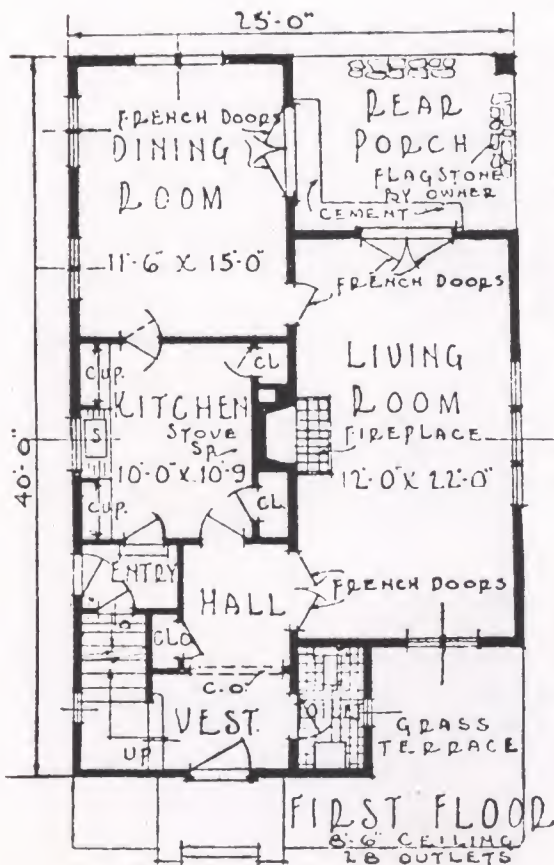 25'-0"
FRENCH DOORS
DINING
ROOM
11'-6" X 15'-0"
REAR
PORCH
FLAGSTONE
BY OWNER
CEMENT
FRENCH DOORS
CUP.
CL.
KITCHEN
STOVE
SP.
S
10'-0" X 10'-9
CUP.
CL.
LIVING
ROOM
FIREPLACE
12'-0" X 22'-0"
40'-0"
ENTRY
HALL
FRENCH DOORS
CLO
C.O.
VEST.
UP
GRASS
TERRACE
FIRST FLOOR
8'-6" CEILING
28 OUTLETS